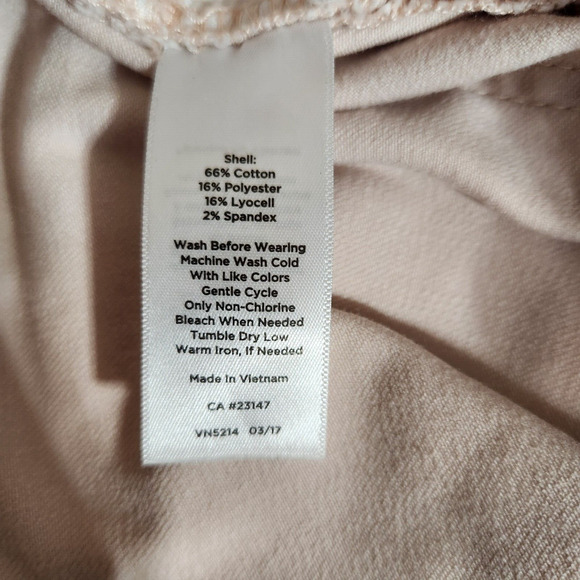 Shell:
66% Cotton
16% Polyester
16% Lyocell
2% Spandex
Wash Before Wearing
Machine Wash Cold
With Like Colors
Gentle Cycle
Only Non-Chlorine
Bleach When Needed
Tumble Dry Low
Warm Iron, If Needed
Made In Vietnam
CA #23147
VN5214 03/17